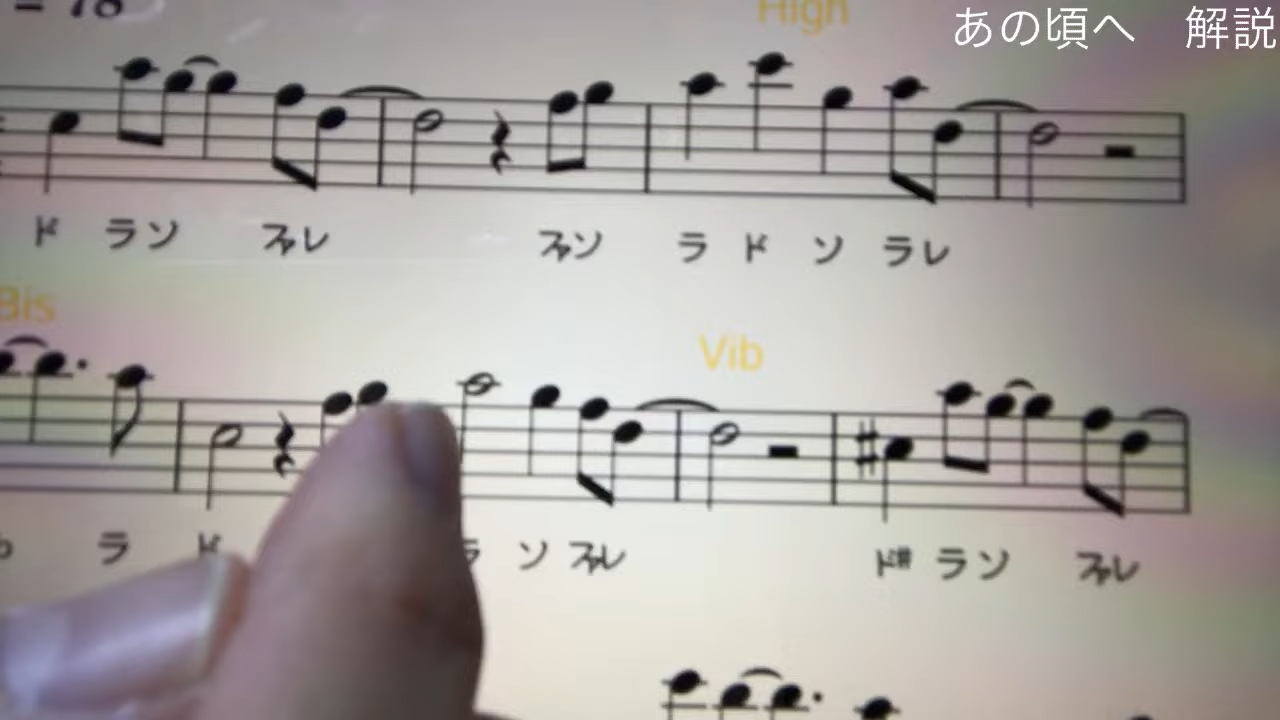 = 78
High
あの頃へ 解説
ド ラソ ファレ ファソ ラ ド ソ ラレ
Bis
Vib
ラ ド ソ ファレ ド# ラソ ファレ